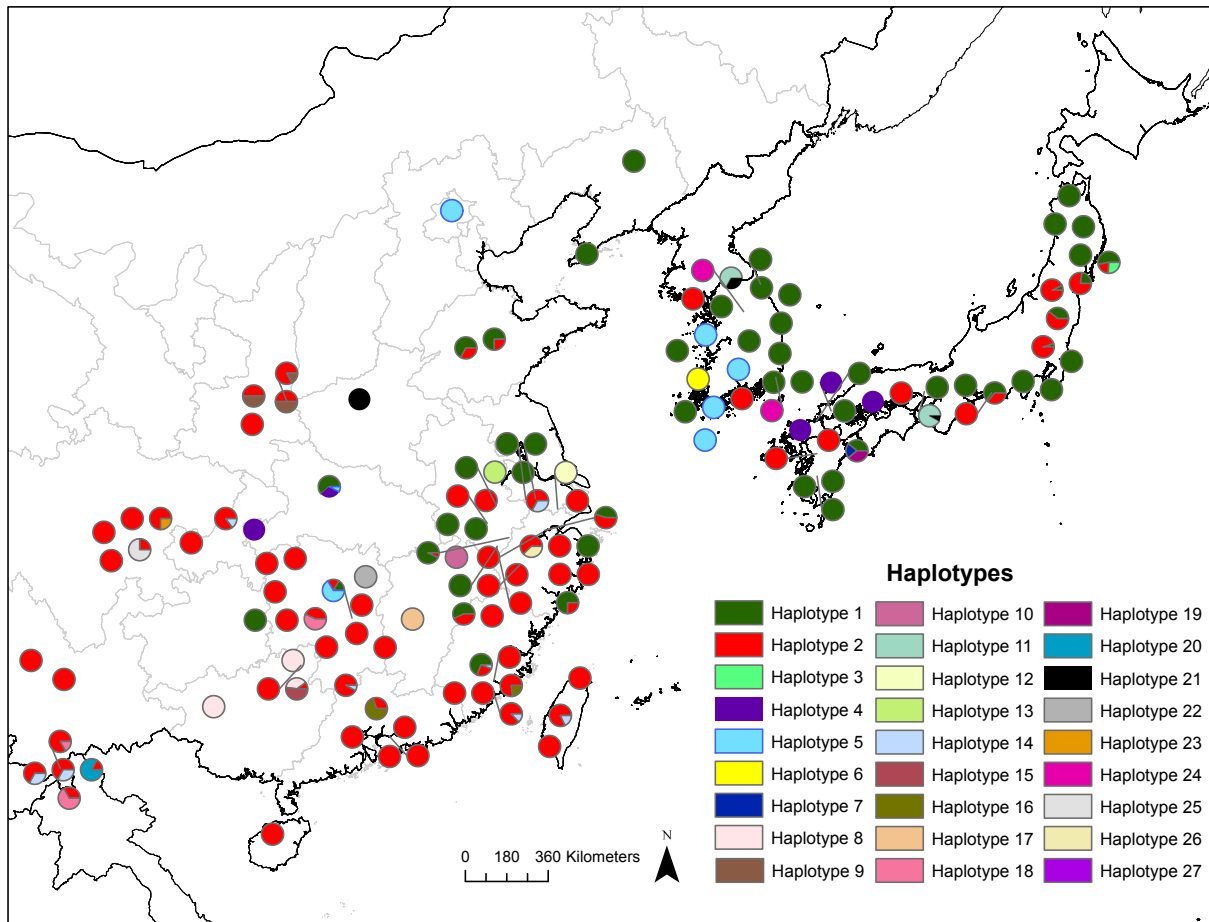 Haplotypes
Haplotype 1
Haplotype 2
Haplotype 3
Haplotype 4
Haplotype 5
Haplotype 6
Haplotype 7
Haplotype 8
Haplotype 9
Haplotype 10
Haplotype 11
Haplotype 12
Haplotype 13
Haplotype 14
Haplotype 15
Haplotype 16
Haplotype 17
Haplotype 18
Haplotype 19
Haplotype 20
Haplotype 21
Haplotype 22
Haplotype 23
Haplotype 24
Haplotype 25
Haplotype 26
Haplotype 27
N
0 180 360 Kilometers